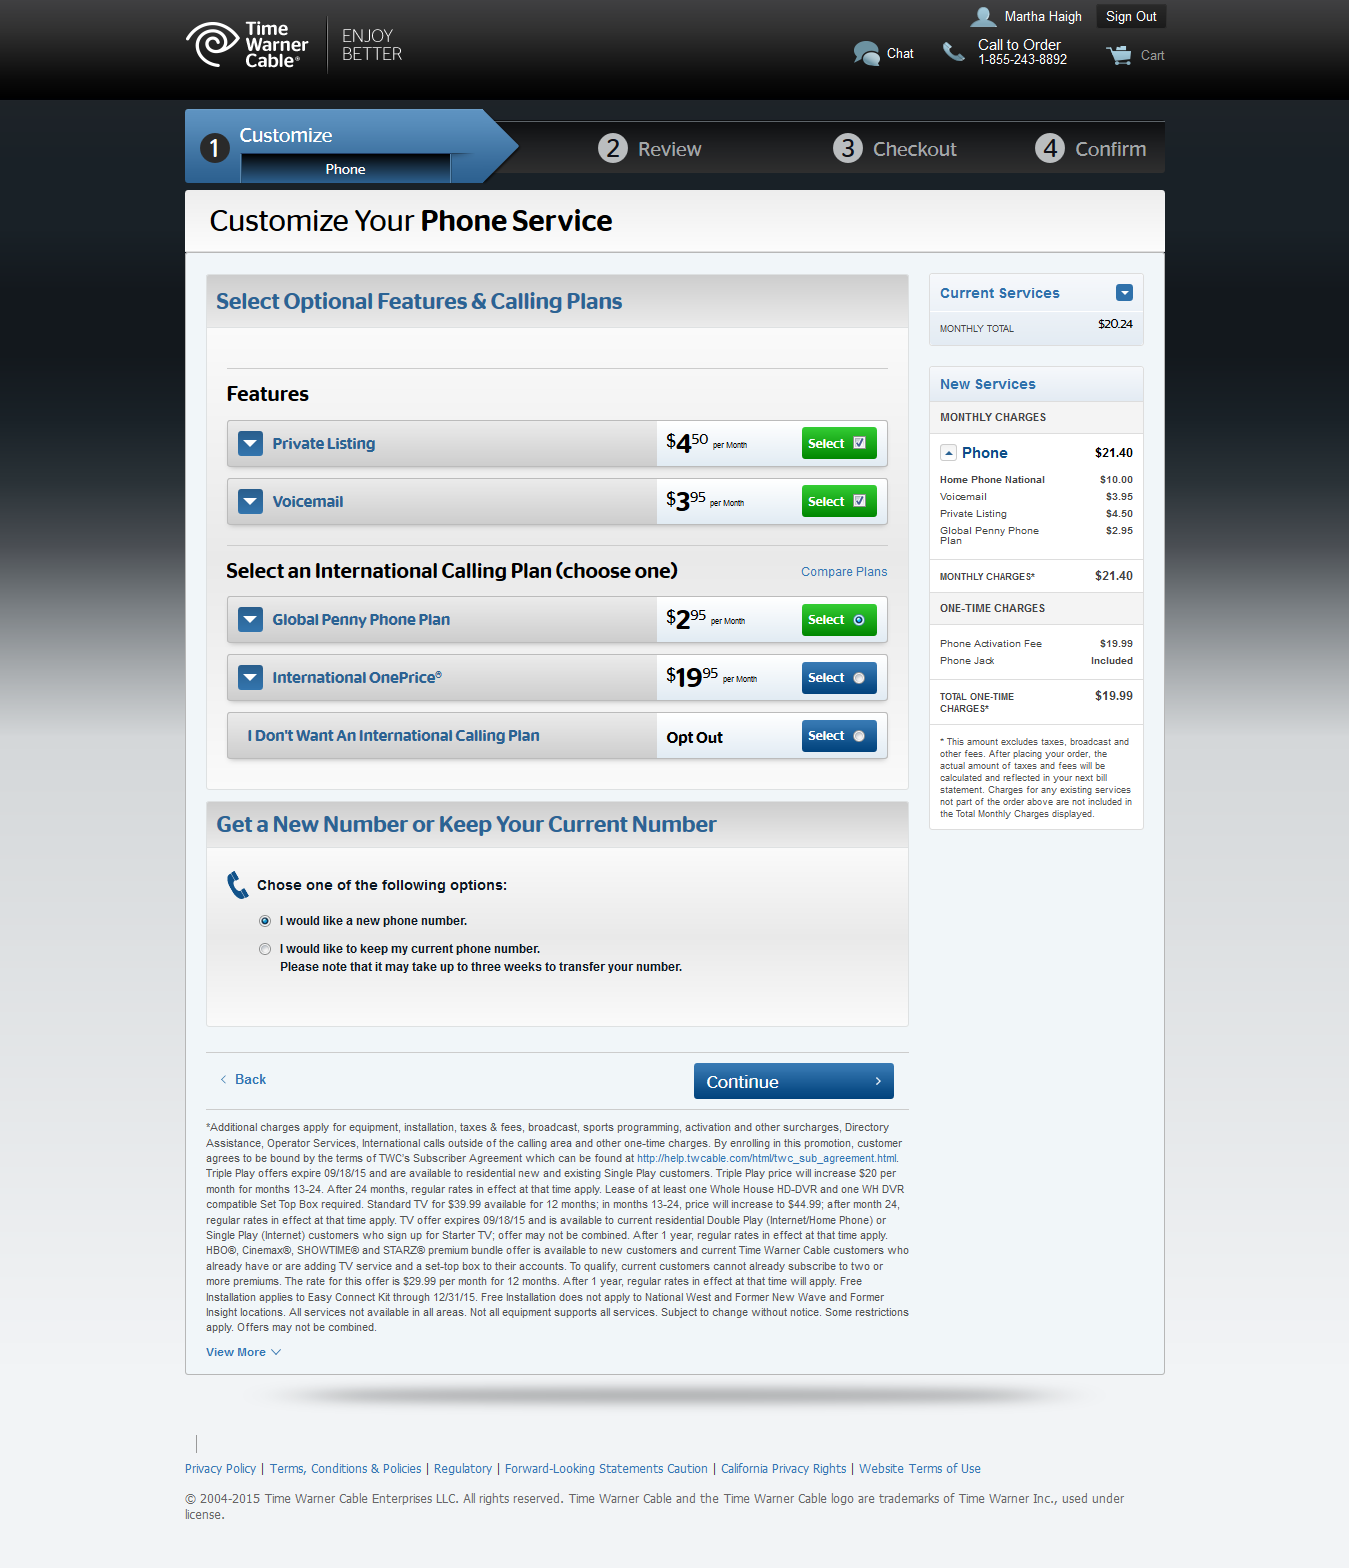 Time
Warner
Cable®
ENJOY
BETTER
Martha Haigh
Sign Out
Chat
Call to Order
1-855-243-8892
Cart
1
Customize
Phone
2 Review
3 Checkout
4 Confirm
Customize Your Phone Service
Select Optional Features & Calling Plans
Features
Private Listing
$4.50 per Month
Select
Voicemail
$3.95 per Month
Select
Select an International Calling Plan (choose one)
Compare Plans
Global Penny Phone Plan
$2.95 per Month
Select
International OnePrice®
$19.95 per Month
Select
I Don't Want An International Calling Plan
Opt Out
Select
Get a New Number or Keep Your Current Number
Chose one of the following options:
I would like a new phone number.
I would like to keep my current phone number.
Please note that it may take up to three weeks to transfer your number.
< Back
Continue >
*Additional charges apply for equipment, installation, taxes & fees, broadcast, sports programming, activation and other surcharges, Directory
Assistance, Operator Services, International calls outside of the calling area and other one-time charges. By enrolling in this promotion, customer
agrees to be bound by the terms of TWC's Subscriber Agreement which can be found at http://help.twcable.com/html/twc_sub_agreement.html.
Triple Play offers expire 09/18/15 and are available to residential new and existing Single Play customers. Triple Play price will increase $20 per
month for months 13-24. After 24 months, regular rates in effect at that time apply. Lease of at least one Whole House HD-DVR and one WH DVR
compatible Set Top Box required. Standard TV for $39.99 available for 12 months; in months 13-24, price will increase to $44.99; after month 24,
regular rates in effect at that time apply. TV offer expires 09/18/15 and is available to current residential Double Play (Internet/Home Phone) or
Single Play (Internet) customers who sign up for Starter TV; offer may not be combined. After 1 year, regular rates in effect at that time apply.
HBO®, Cinemax®, SHOWTIME® and STARZ® premium bundle offer is available to new customers and current Time Warner Cable customers who
already have or are adding TV service and a set-top box to their accounts. To qualify, current customers cannot already subscribe to two or
more premiums. The rate for this offer is $29.99 per month for 12 months. After 1 year, regular rates in effect at that time will apply. Free
Installation applies to Easy Connect Kit through 12/31/15. Free Installation does not apply to National West and Former New Wave and Former
Insight locations. All services not available in all areas. Not all equipment supports all services. Subject to change without notice. Some restrictions
apply. Offers may not be combined.
View More
Current Services
MONTHLY TOTAL $20.24
New Services
MONTHLY CHARGES
Phone $21.40
Home Phone National $10.00
Voicemail $3.95
Private Listing $4.50
Global Penny Phone $2.95
Plan
MONTHLY CHARGES* $21.40
ONE-TIME CHARGES
Phone Activation Fee $19.99
Phone Jack Included
TOTAL ONE-TIME $19.99
CHARGES*
* This amount excludes taxes, broadcast and
other fees. After placing your order, the
actual amount of taxes and fees will be
calculated and reflected in your next bill
statement. Charges for any existing services
not part of the order above are not included in
the Total Monthly Charges displayed.
Privacy Policy | Terms, Conditions & Policies | Regulatory | Forward-Looking Statements Caution | California Privacy Rights | Website Terms of Use
© 2004-2015 Time Warner Cable Enterprises LLC. All rights reserved. Time Warner Cable and the Time Warner Cable logo are trademarks of Time Warner Inc., used under
license.